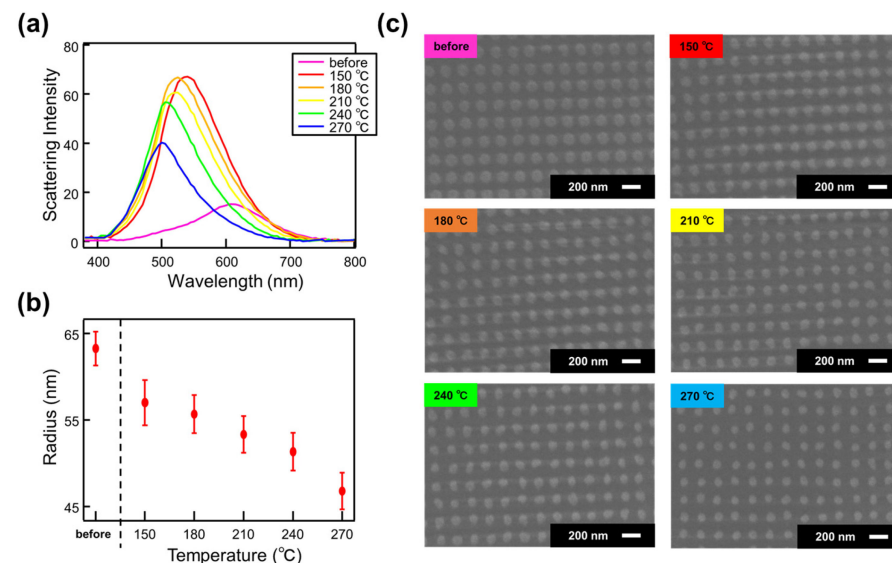 (a)
80
60
40
20
0
Scattering Intensity
before
150 ℃
180 ℃
210 ℃
240 ℃
270 ℃
400 500 600 700 800
Wavelength (nm)
(b)
65
55
45
Radius (nm)
before 150 180 210 240 270
Temperature (℃)
(c)
before
200 nm
150 ℃
200 nm
180 ℃
200 nm
210 ℃
200 nm
240 ℃
200 nm
270 ℃
200 nm